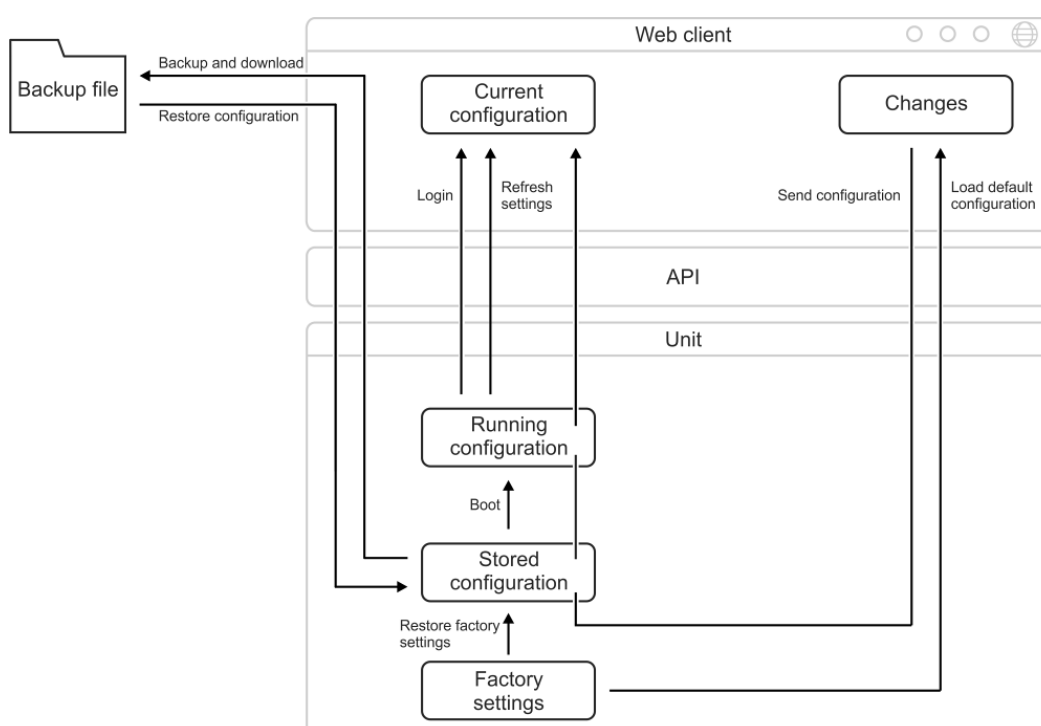 Web client
Backup file
Backup and download
Restore configuration
Current
configuration
Changes
Login
Refresh
settings
Send configuration
Load default
configuration
API
Unit
Running
configuration
Boot
Stored
configuration
Restore factory
settings
Factory
settings